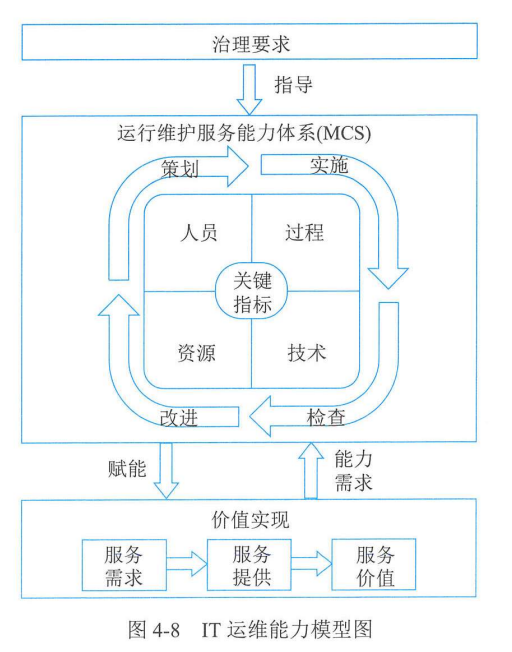 治理要求
指导
运行维护服务能力体系(MCS)
策划
实施
人员
过程
关键
指标
资源
技术
改进
检查
赋能
能力
需求
价值实现
服务
需求
服务
提供
服务
价值
图 4-8 IT 运维能力模型图